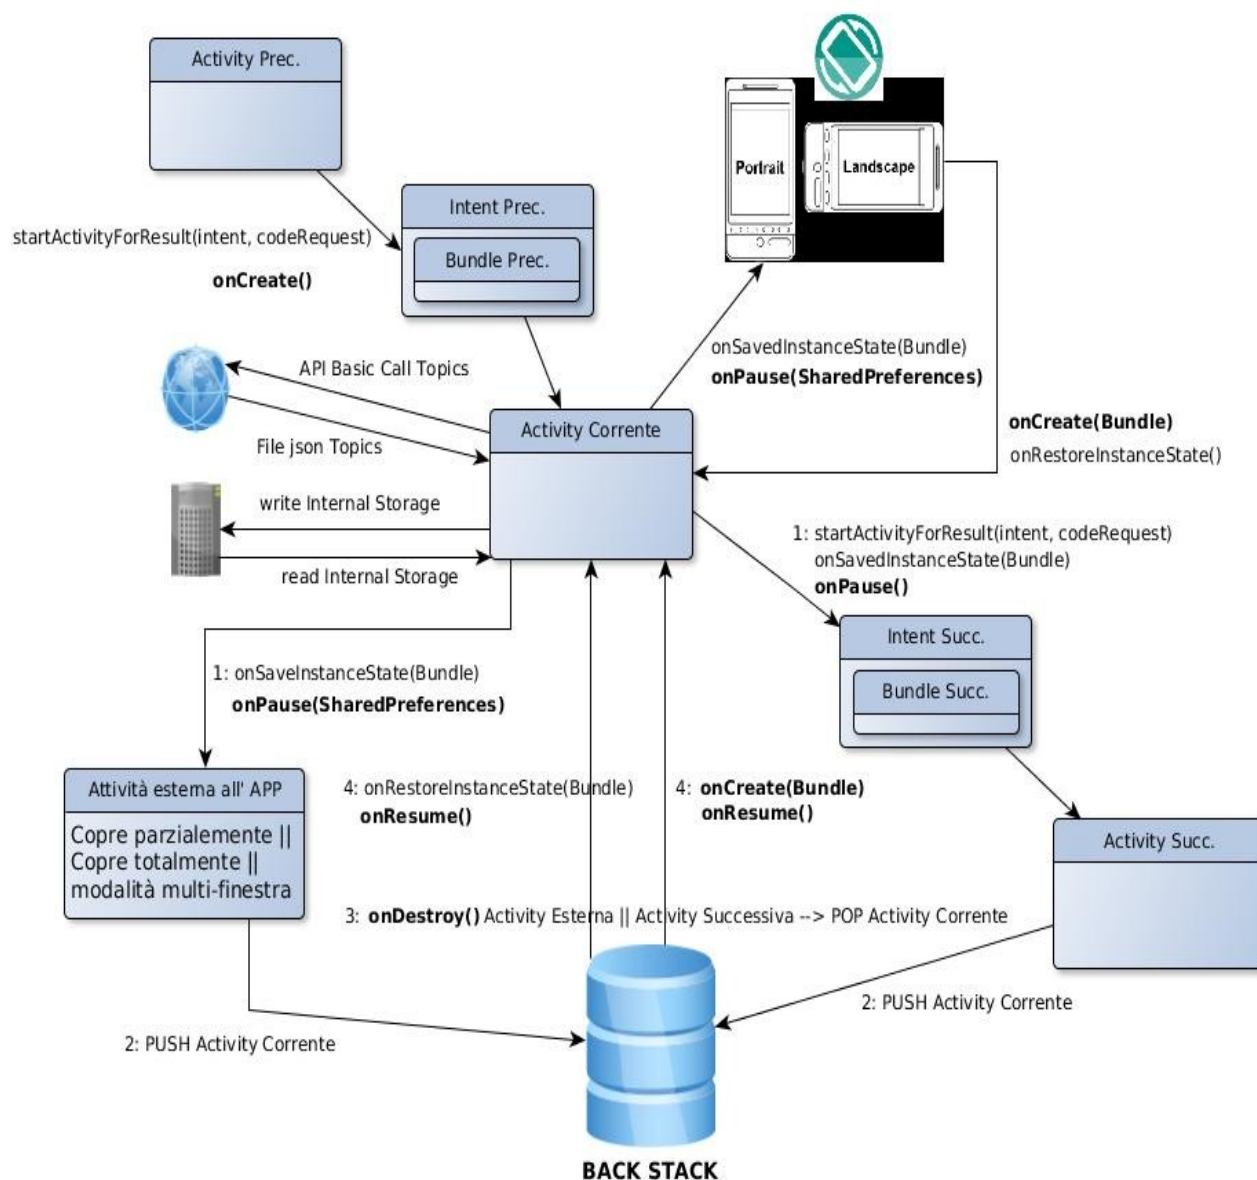 Activity Prec.
Intent Prec.
Bundle Prec.
startActivityForResult(intent, codeRequest)
onCreate()
Portrait
Landscape
onSavedInstanceState(Bundle)
onPause(SharedPreferences)
onCreate(Bundle)
onRestoreInstanceState()
API Basic Call Topics
File json Topics
Activity Corrente
write Internal Storage
read Internal Storage
1: startActivityForResult(intent, codeRequest)
onSavedInstanceState(Bundle)
onPause()
Intent Succ.
Bundle Succ.
1: onSaveInstanceState(Bundle)
onPause(SharedPreferences)
Attività esterna all' APP
Copre parzialemente ||
Copre totalmente ||
modalità multi-finestra
4: onRestoreInstanceState(Bundle)
onResume()
4: onCreate(Bundle)
onResume()
Activity Succ.
3: onDestroy() Activity Esterna || Activity Successiva --> POP Activity Corrente
2: PUSH Activity Corrente
2: PUSH Activity Corrente
BACK STACK